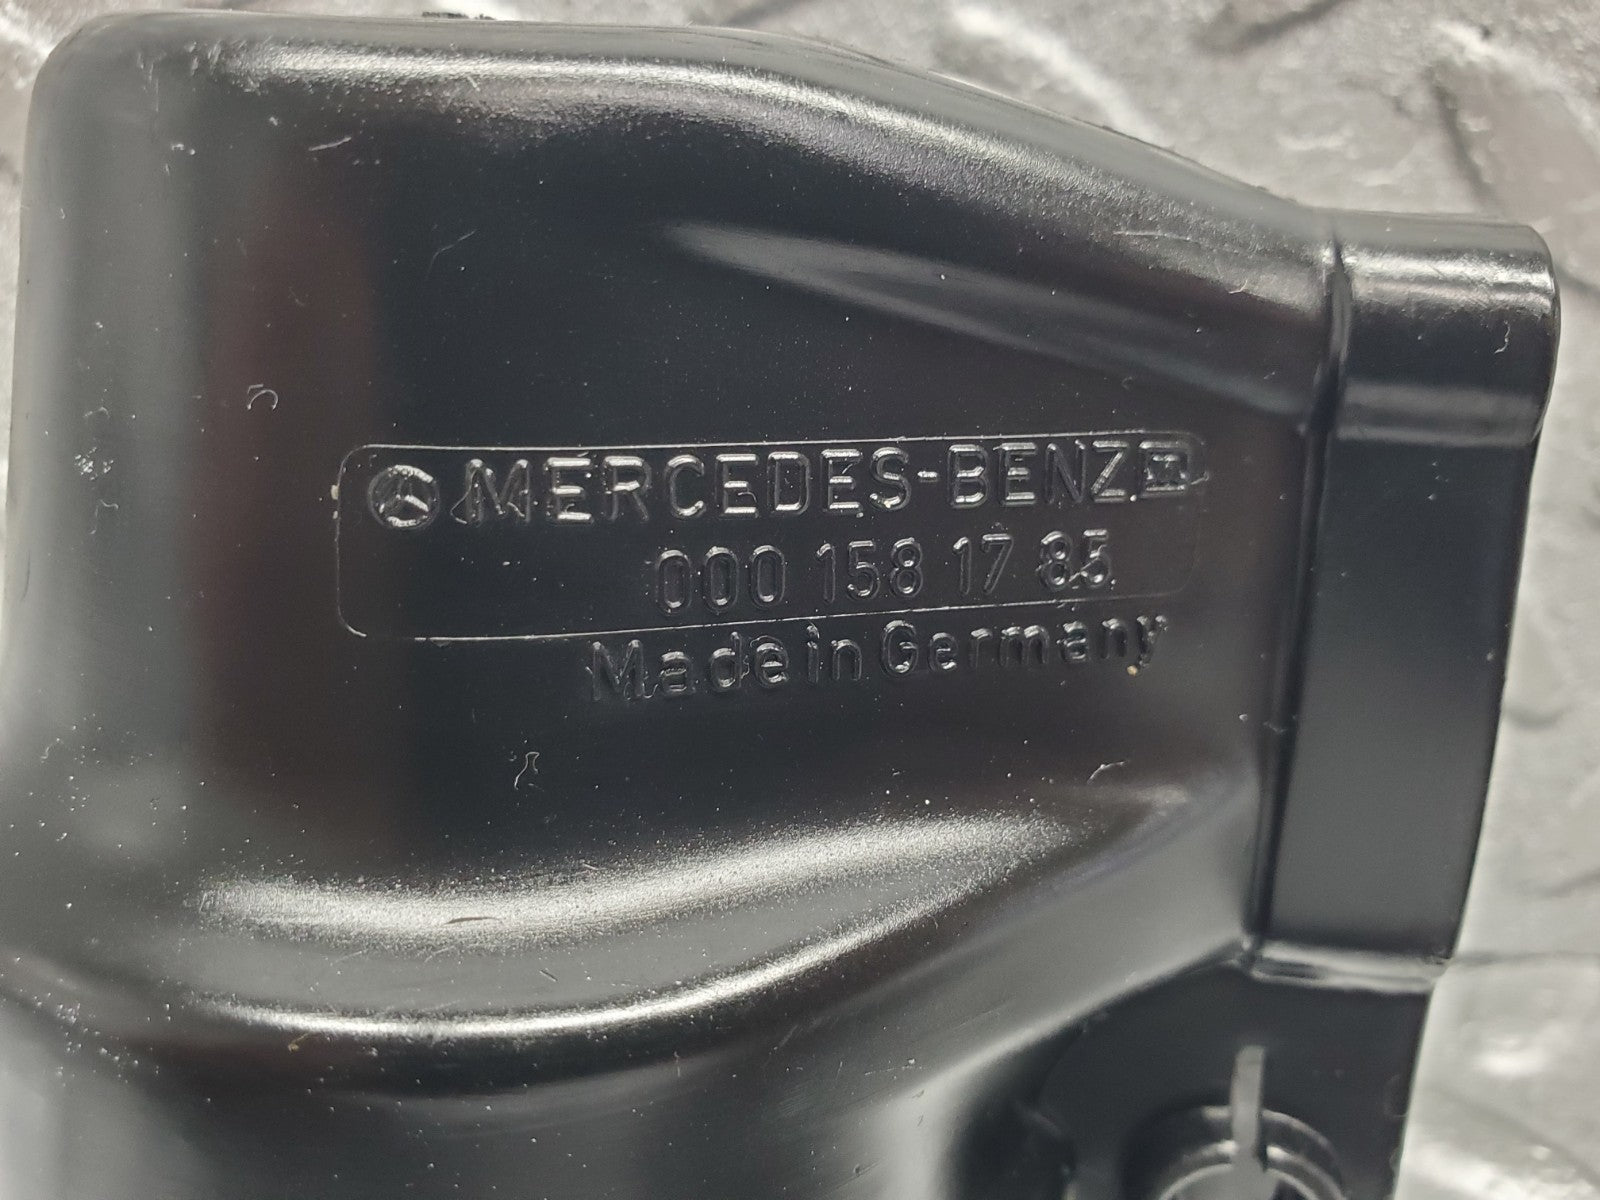 MERCEDES-BENZ
000 158 17 85
Made in Germany